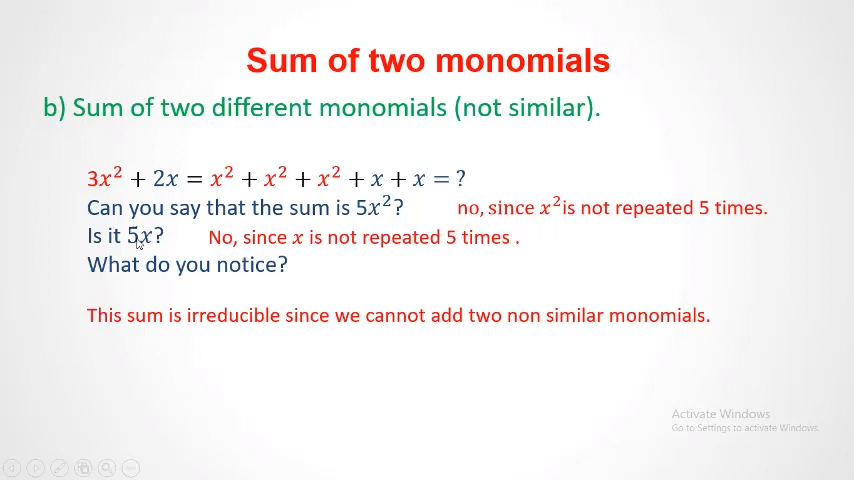 Sum of two monomials
b) Sum of two different monomials (not similar).
3x² + 2x = x² + x² + x² + x + x = ?
Can you say that the sum is 5x²? no, since x² is not repeated 5 times.
Is it 5x? No, since x is not repeated 5 times .
What do you notice?
This sum is irreducible since we cannot add two non similar monomials.
Activate Windows
Go to Settings to activate Windows.